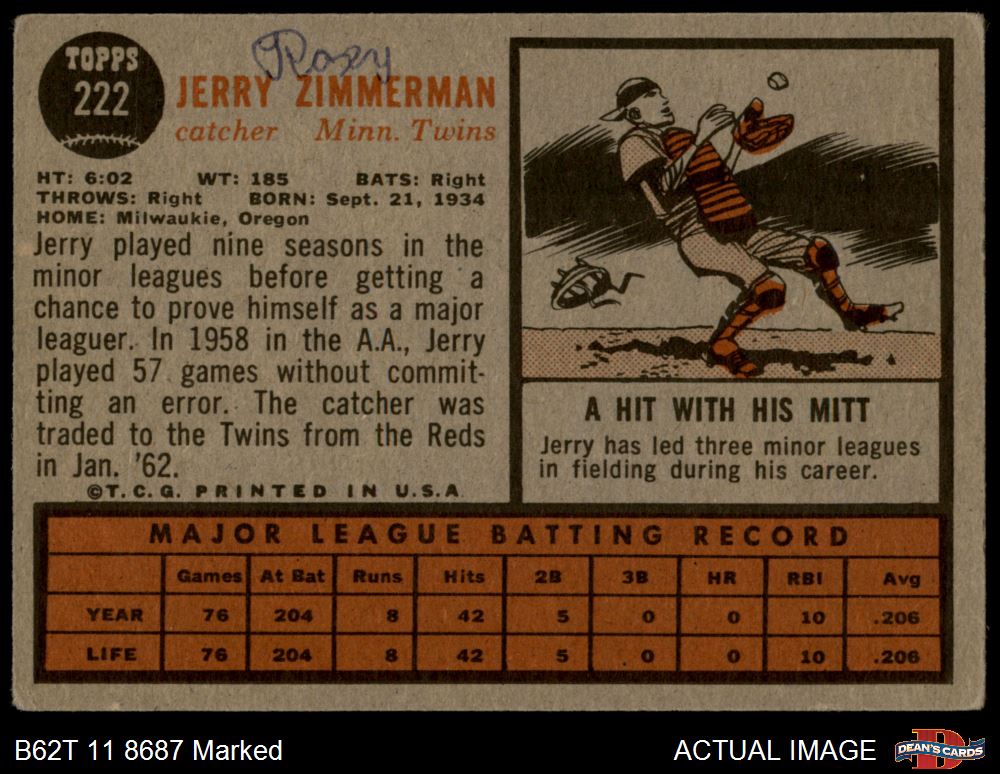 TOPPS
222
Roxy
JERRY ZIMMERMAN
catcher Minn. Twins
HT: 6:02 WT: 185 BATS: Right
THROWS: Right BORN: Sept. 21, 1934
HOME: Milwaukie, Oregon
Jerry played nine seasons in the
minor leagues before getting a
chance to prove himself as a major
leaguer. In 1958 in the A.A., Jerry
played 57 games without commit-
ting an error. The catcher was
traded to the Twins from the Reds
in Jan. '62.
©T.C.G. PRINTED IN U.S.A.
A HIT WITH HIS MITT
Jerry has led three minor leagues
in fielding during his career.
MAJOR LEAGUE BATTING RECORD
Games At Bat Runs Hits 2B 3B HR RBI Avg
YEAR 76 204 8 42 5 0 0 10 .206
LIFE 76 204 8 42 5 0 0 10 .206
B62T 11 8687 Marked
ACTUAL IMAGE
DEAN'S CARDS